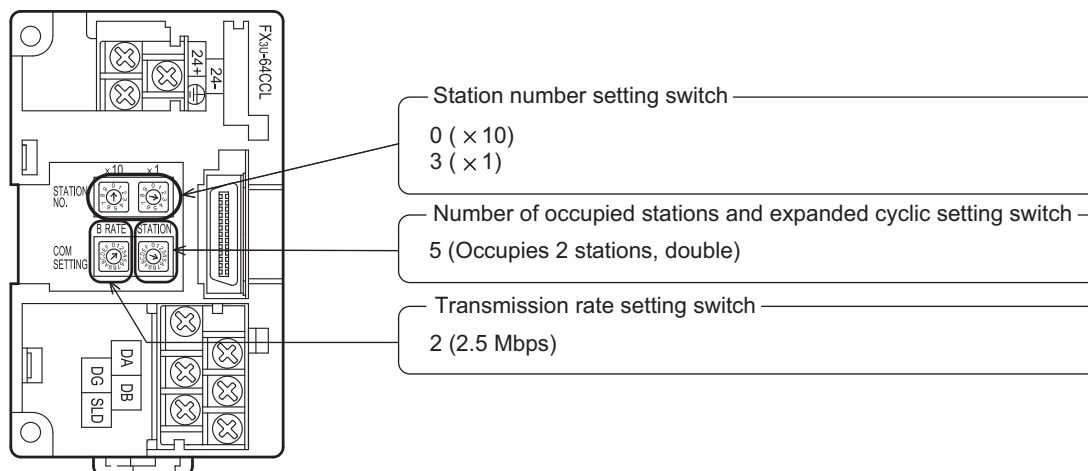 FX3U-64CCL
24+
24-
Station number setting switch
0 ( × 10)
3 ( × 1)
×10 ×1
STATION
NO.
Number of occupied stations and expanded cyclic setting switch
B RATE STATION
5 (Occupies 2 stations, double)
COM
SETTING
Transmission rate setting switch
2 (2.5 Mbps)
DA
DG
DB
SLD